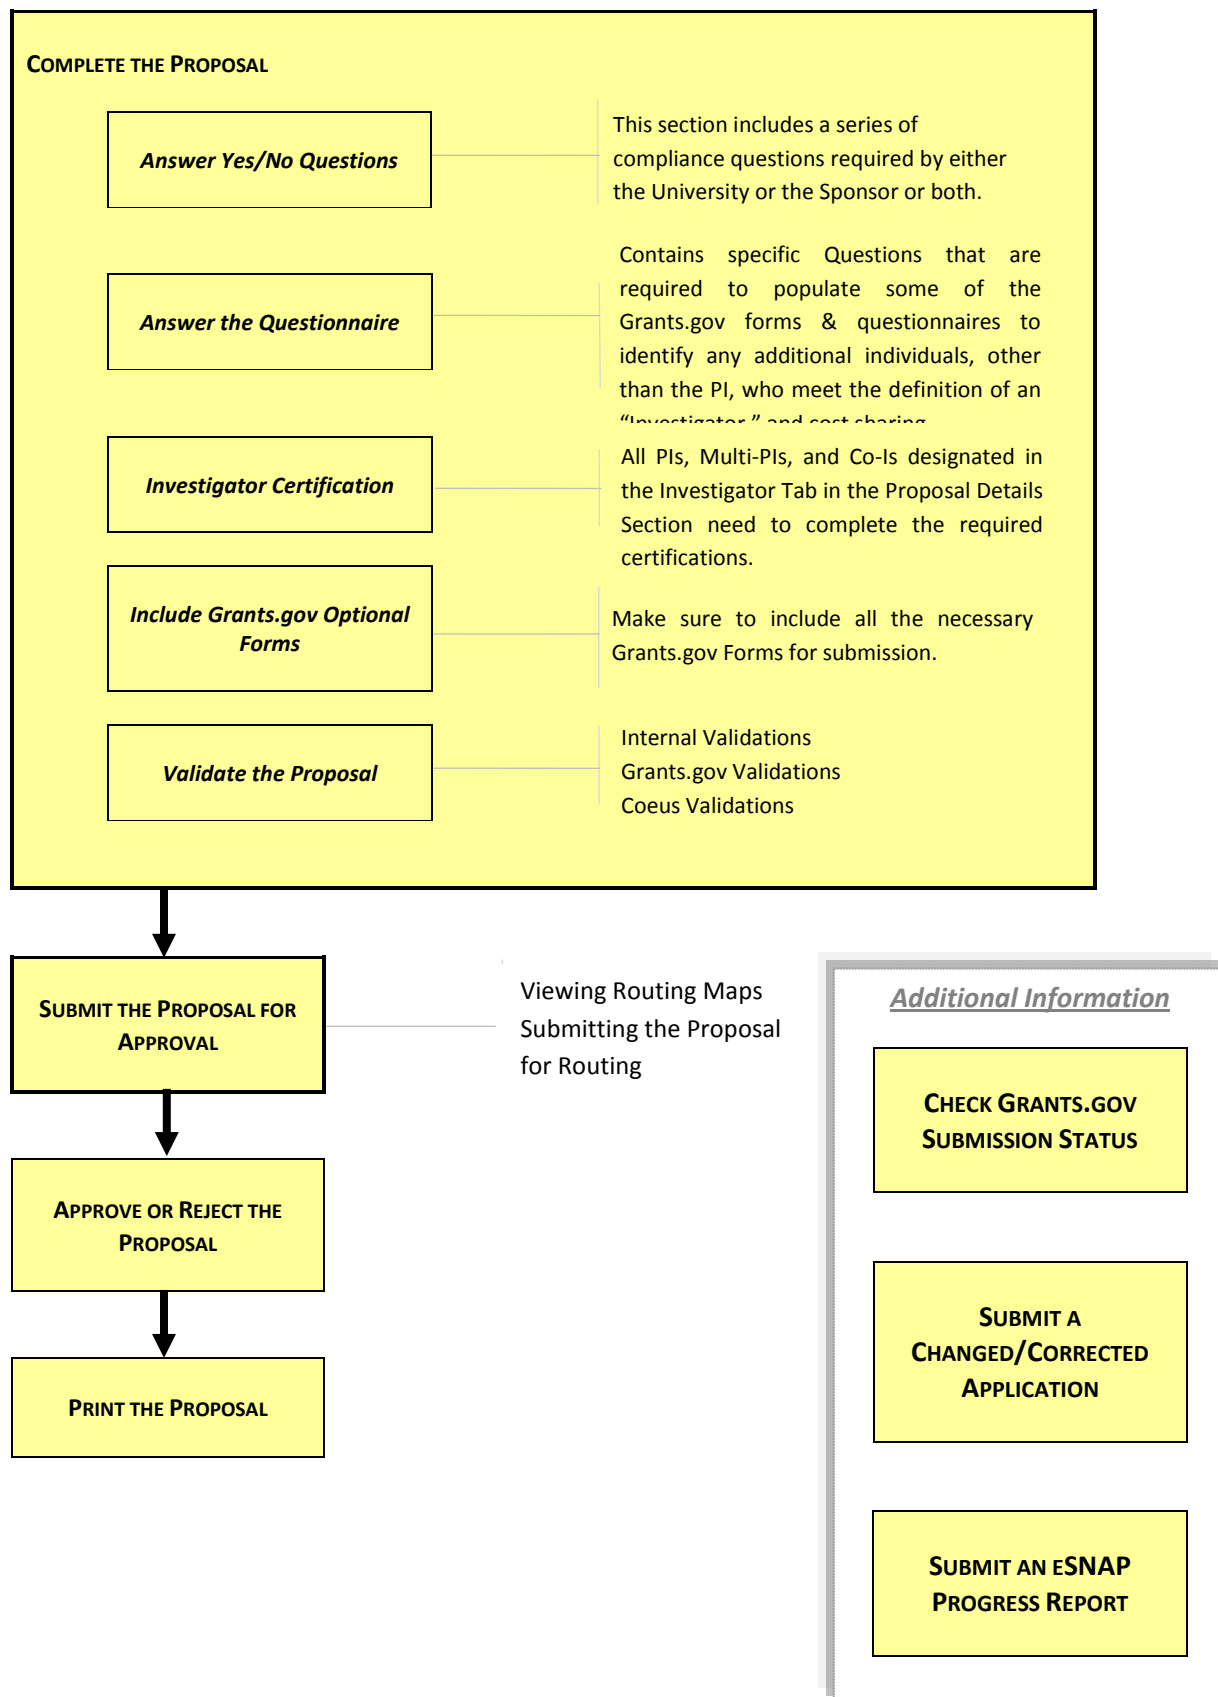 COMPLETE THE PROPOSAL
Answer Yes/No Questions
This section includes a series of
compliance questions required by either
the University or the Sponsor or both.
Answer the Questionnaire
Contains specific Questions that are
required to populate some of the
Grants.gov forms & questionnaires to
identify any additional individuals, other
than the PI, who meet the definition of an
“Investigator,” and cost sharing
Investigator Certification
All PIs, Multi-PIs, and Co-Is designated in
the Investigator Tab in the Proposal Details
Section need to complete the required
certifications.
Include Grants.gov Optional
Forms
Make sure to include all the necessary
Grants.gov Forms for submission.
Validate the Proposal
Internal Validations
Grants.gov Validations
Coeus Validations
SUBMIT THE PROPOSAL FOR
APPROVAL
Viewing Routing Maps
Submitting the Proposal
for Routing
APPROVE OR REJECT THE
PROPOSAL
PRINT THE PROPOSAL
Additional Information
CHECK GRANTS.GOV
SUBMISSION STATUS
SUBMIT A
CHANGED/CORRECTED
APPLICATION
SUBMIT AN ESNAP
PROGRESS REPORT